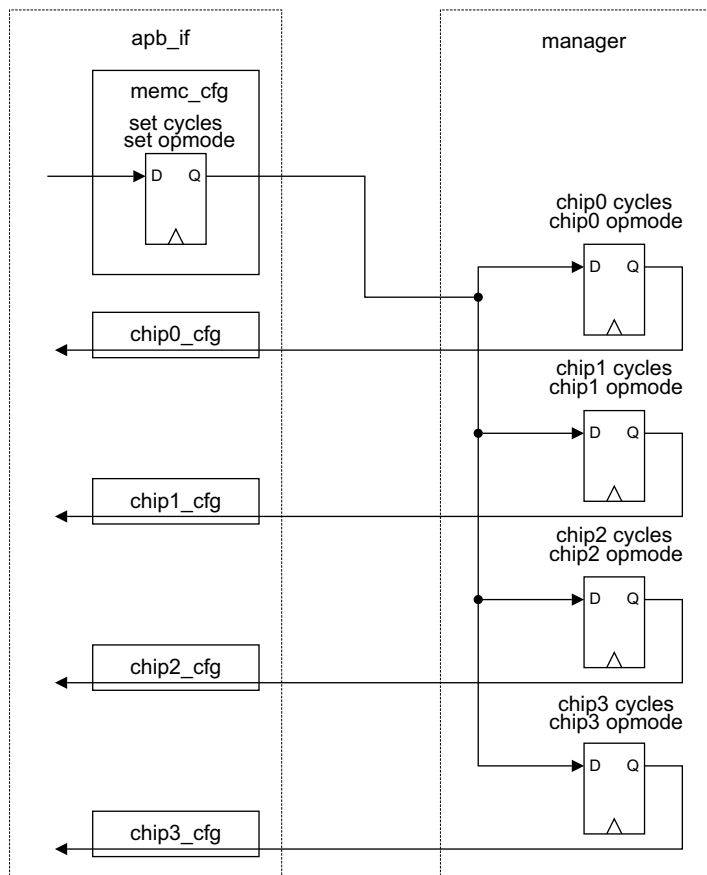 apb_if
manager
memc_cfg
set cycles
set opmode
D Q
chip0 cycles
chip0 opmode
D Q
chip0_cfg
chip1 cycles
chip1 opmode
D Q
chip1_cfg
chip2 cycles
chip2 opmode
D Q
chip2_cfg
chip3 cycles
chip3 opmode
D Q
chip3_cfg